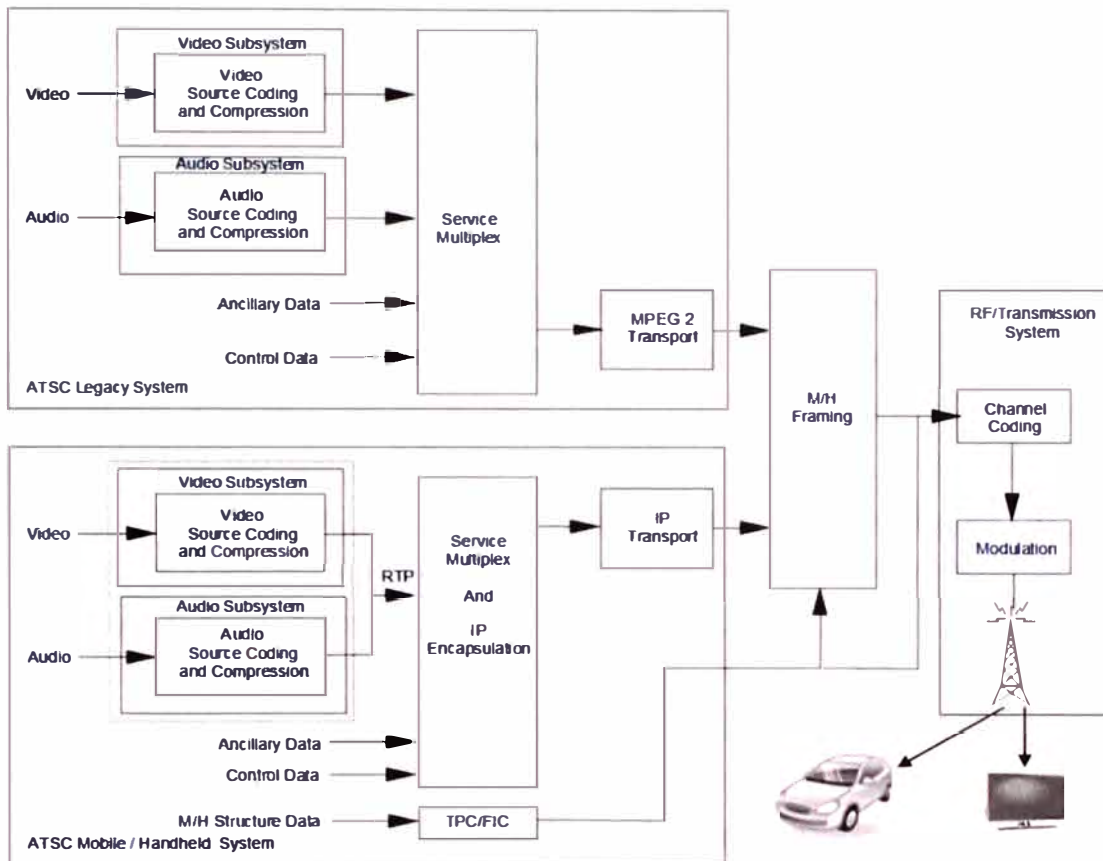 Video Subsystem
Video
Video
Source Coding
and Compression
Audio Subsystem
Audio
Audio
Source Coding
and Compression
Service
Multiplex
Ancillary Data
Control Data
MPEG 2
Transport
ATSC Legacy System
M/H
Framing
RF/Transmission
System
Channel
Coding
Modulation
Video Subsystem
Video
Video
Source Coding
and Compression
RTP
Audio Subsystem
Audio
Audio
Source Coding
and Compression
Service
Multiplex
And
IP
Encapsulation
IP
Transport
Ancillary Data
Control Data
M/H Structure Data
TPC/FIC
ATSC Mobile / Handheld System